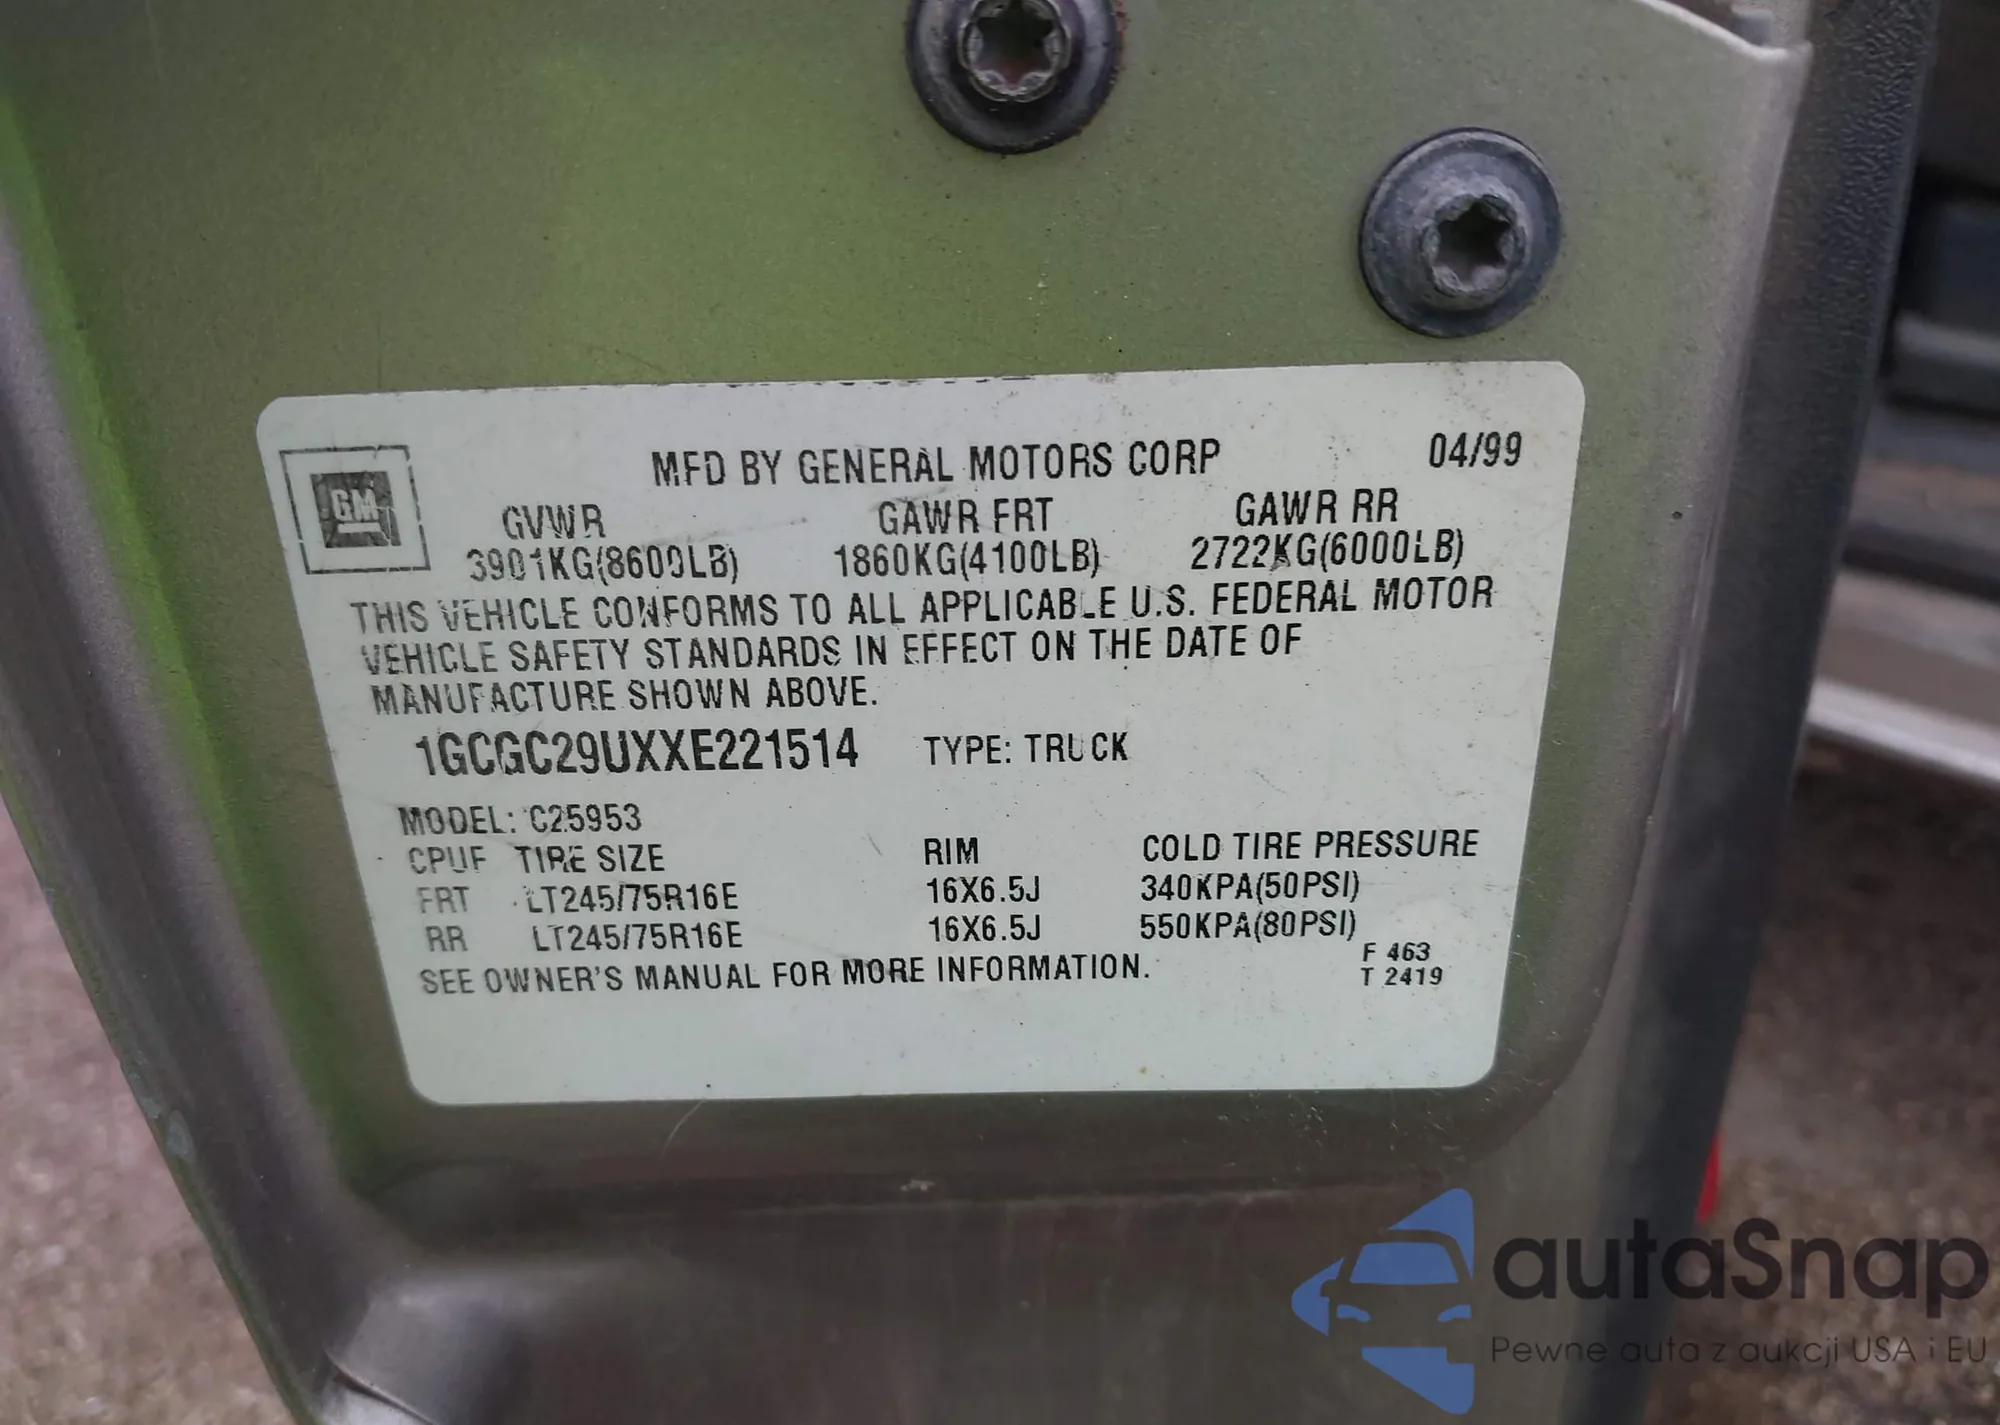 MFD BY GENERAL MOTORS CORP 04/99
GM
GVWR GAWR FRT GAWR RR
3901KG(8600LB) 1860KG(4100LB) 2722KG(6000LB)
THIS VEHICLE CONFORMS TO ALL APPLICABLE U.S. FEDERAL MOTOR
VEHICLE SAFETY STANDARDS IN EFFECT ON THE DATE OF
MANUFACTURE SHOWN ABOVE.
1GCGC29UXXE221514 TYPE: TRUCK
MODEL: C25953
CPUF TIRE SIZE RIM COLD TIRE PRESSURE
FRT LT245/75R16E 16X6.5J 340KPA(50PSI)
RR LT245/75R16E 16X6.5J 550KPA(80PSI)
SEE OWNER'S MANUAL FOR MORE INFORMATION.
F 463
T 2419
autaSnap
Pewne auta z aukcji USA i EU